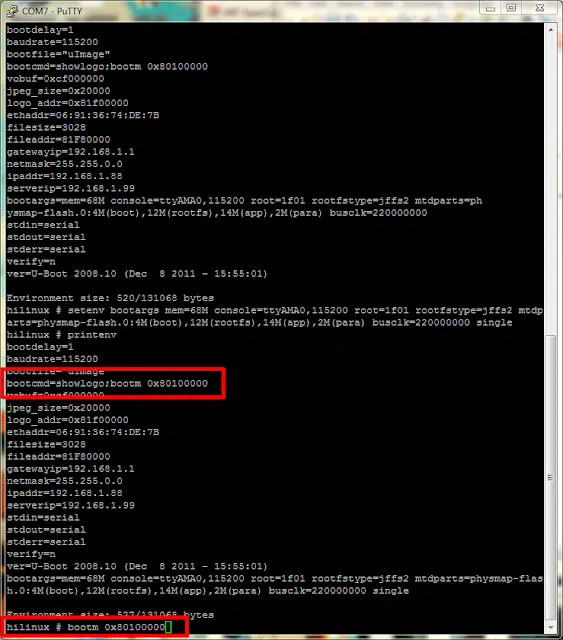 COM7 - PuTTY
bootdelay=1
baudrate=115200
bootfile="uImage"
bootcmd=showlogo;bootm 0x80100000
vobuf=0xcf000000
jpeg_size=0x20000
logo_addr=0x81f00000
ethaddr=06:91:36:74:DE:7B
filesize=3028
fileaddr=81F80000
gatewayip=192.168.1.1
netmask=255.255.0.0
ipaddr=192.168.1.88
serverip=192.168.1.99
bootargs=mem=68M console=ttyAMA0,115200 root=1f01 rootfstype=jffs2 mtdparts=ph
ysmap-flash.0:4M(boot),12M(rootfs),14M(app),2M(para) busclk=220000000
stdin=serial
stdout=serial
stderr=serial
verify=n
ver=U-Boot 2008.10 (Dec  8 2011 - 15:55:01)
Environment size: 520/131068 bytes
hilinux # setenv bootargs mem=68M console=ttyAMA0,115200 root=1f01 rootfstype=jffs2 mtdp
arts=physmap-flash.0:4M(boot),12M(rootfs),14M(app),2M(para) busclk=220000000 single
hilinux # printenv
bootdelay=1
baudrate=115200
bootfile="uImage"
bootcmd=showlogo;bootm 0x80100000
vobuf=0xcf000000
jpeg_size=0x20000
logo_addr=0x81f00000
ethaddr=06:91:36:74:DE:7B
filesize=3028
fileaddr=81F80000
gatewayip=192.168.1.1
netmask=255.255.0.0
ipaddr=192.168.1.88
serverip=192.168.1.99
stdin=serial
stdout=serial
stderr=serial
verify=n
ver=U-Boot 2008.10 (Dec  8 2011 - 15:55:01)
bootargs=mem=68M console=ttyAMA0,115200 root=1f01 rootfstype=jffs2 mtdparts=physmap-flas
h.0:4M(boot),12M(rootfs),14M(app),2M(para) busclk=220000000 single
Environment size: 527/131068 bytes
hilinux # bootm 0x80100000